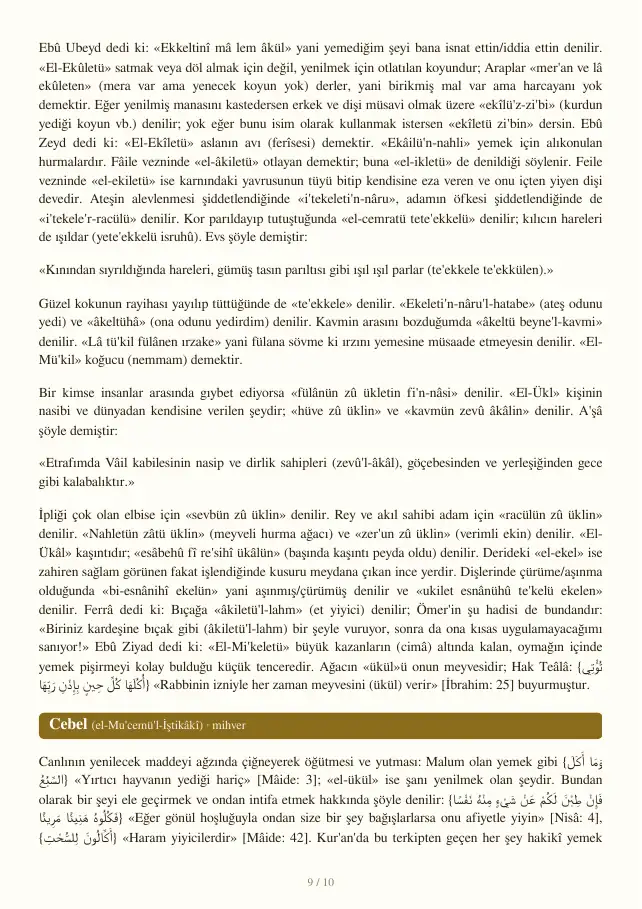 Ebû Ubeyd dedi ki: «Ekkeltinî mâ lem âkül» yani yemediğim şeyi bana isnat ettin/iddia ettin denilir.
«El-Ekûletü» satmak veya döl almak için değil, yenilmek için otlatılan koyundur; Araplar «mer'an ve lâ
ekûleten» (mera var ama yenecek koyun yok) derler, yani birikmiş mal var ama harcayanı yok
demektir. Eğer yenilmiş manasını kastedersen erkek ve dişi müsavi olmak üzere «ekîlü'z-zi'bi» (kurdun
yediği koyun vb.) denilir; yok eğer bunu isim olarak kullanmak istersen «ekîletü zi'bin» dersin. Ebû
Zeyd dedi ki: «El-Ekîletü» aslanın avı (ferîsesi) demektir. «Ekâilü'n-nahli» yemek için alıkonulan
hurmalardır. Fâile vezninde «el-âkiletü» otlayan demektir; buna «el-ikletü» de denildiği söylenir. Feile
vezninde «el-ekiletü» ise karnındaki yavrusunun tüyü bitip kendisine eza veren ve onu içten yiyen dişi
devedir. Ateşin alevlenmesi şiddetlendiğinde «i'tekeleti'n-nâru», adamın öfkesi şiddetlendiğinde de
«i'tekele'r-racülü» denilir. Kor parıldayıp tutuştuğunda «el-cemratü tete'ekkelü» denilir; kılıcın hareleri
de ışıldar (yete'ekkelü isruhû). Evs şöyle demiştir:
«Kınından sıyrıldığında hareleri, gümüş tasın parıltısı gibi ışıl ışıl parlar (te'ekkele te'ekkülen).»
Güzel kokunun rayihası yayılıp tüttüğünde de «te'ekkele» denilir. «Ekeleti'n-nâru'l-hatabe» (ateş odunu
yedi) ve «âkeltühâ» (ona odunu yedirdim) denilir. Kavmin arasını bozduğumda «âkeltü beyne'l-kavmi»
denilir. «Lâ tü'kil fülânen ırzake» yani fülana sövme ki ırzını yemesine müsaade etmeyesin denilir. «El-
Mü'kil» koğucu (nemmam) demektir.
Bir kimse insanlar arasında gıybet ediyorsa «fülânün zû ükletin fi'n-nâsi» denilir. «El-Ükl» kişinin
nasibi ve dünyadan kendisine verilen şeydir; «hüve zû üklin» ve «kavmün zevû âkâlin» denilir. A'şâ
şöyle demiştir:
«Etrafımda Vâil kabilesinin nasip ve dirlik sahipleri (zevû'l-âkâl), göçebesinden ve yerleşiğinden gece
gibi kalabalıktır.»
İpliği çok olan elbise için «sevbün zû üklin» denilir. Rey ve akıl sahibi adam için «racülün zû üklin»
denilir. «Nahletün zâtü üklin» (meyveli hurma ağacı) ve «zer'un zû üklin» (verimli ekin) denilir. «El-
Ükâl» kaşıntıdır; «esâbehû fî re'sihî ükâlün» (başında kaşıntı peyda oldu) denilir. Derideki «el-ekel» ise
zahiren sağlam görünen fakat işlendiğinde kusuru meydana çıkan ince yerdir. Dişlerinde çürüme/aşınma
olduğunda «bi-esnânihî ekelün» yani aşınmış/çürümüş denilir ve «ukilet esnânühû te'kelü ekelen»
denilir. Ferrâ dedi ki: Bıçağa «âkiletü'l-lahm» (et yiyici) denilir; Ömer'in şu hadisi de bundandır:
«Biriniz kardeşine bıçak gibi (âkiletü'l-lahm) bir şeyle vuruyor, sonra da ona kısas uygulamayacağımı
sanıyor!» Ebû Ziyad dedi ki: «El-Mi'keletü» büyük kazanların (cimâ) altında kalan, oymağın içinde
yemek pişirmeyi kolay bulduğu küçük tenceredir. Ağacın «ükül»ü onun meyvesidir; Hak Teâlâ: {تُؤْتِي
أُكُلَهَا كُلَّ حِينٍ بِإِذْنِ رَبِّهَا} «Rabbinin izniyle her zaman meyvesini (ükül) verir» [İbrahim: 25] buyurmuştur.
Cebel (el-Mu'cemü'l-İştikâkî) · mihver
Canlının yenilecek maddeyi ağzında çiğneyerek öğütmesi ve yutması: Malum olan yemek gibi {وَمَا أَكَلَ
السَّبُعُ} «Yırtıcı hayvanın yediği hariç» [Mâide: 3]; «el-ükül» ise şanı yenilmek olan şeydir. Bundan
olarak bir şeyi ele geçirmek ve ondan intifa etmek hakkında şöyle denilir: {فَإِنْ طِبْنَ لَكُمْ عَنْ شَيْءٍ مِنْهُ نَفْسًا
فَكُلُوهُ هَنِيئًا مَرِيئًا} «Eğer gönül hoşluğuyla ondan size bir şey bağışlarlarsa onu afiyetle yiyin» [Nisâ: 4],
{أَكَّالُونَ لِلسُّحْتِ} «Haram yiyicilerdir» [Mâide: 42]. Kur'an'da bu terkipten geçen her şey hakikî yemek
9 / 10